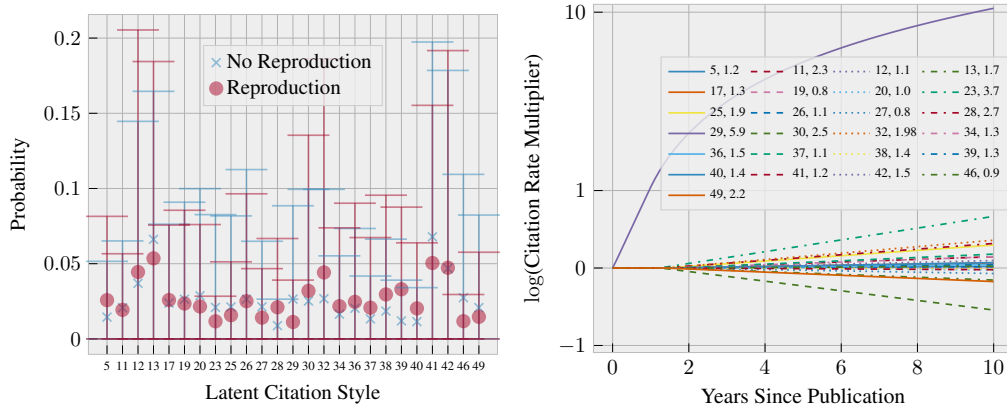 0.2
0.15
0.1
0.05
0
Probability
No Reproduction
Reproduction
5 11 12 13 17 19 20 23 25 26 27 28 29 30 32 34 36 37 38 39 40 41 42 46 49
Latent Citation Style
10
1
0
−1
log(Citation Rate Multiplier)
5, 1.2 11, 2.3 12, 1.1 13, 1.7
17, 1.3 19, 0.8 20, 1.0 23, 3.7
25, 1.9 26, 1.1 27, 0.8 28, 2.7
29, 5.9 30, 2.5 32, 1.98 34, 1.3
36, 1.5 37, 1.1 38, 1.4 39, 1.3
40, 1.4 41, 1.2 42, 1.5 46, 0.9
49, 2.2
0 2 4 6 8 10
Years Since Publication